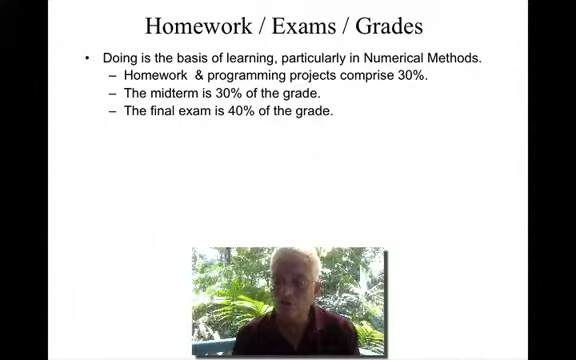 Homework / Exams / Grades
• Doing is the basis of learning, particularly in Numerical Methods.
– Homework & programming projects comprise 30%.
– The midterm is 30% of the grade.
– The final exam is 40% of the grade.